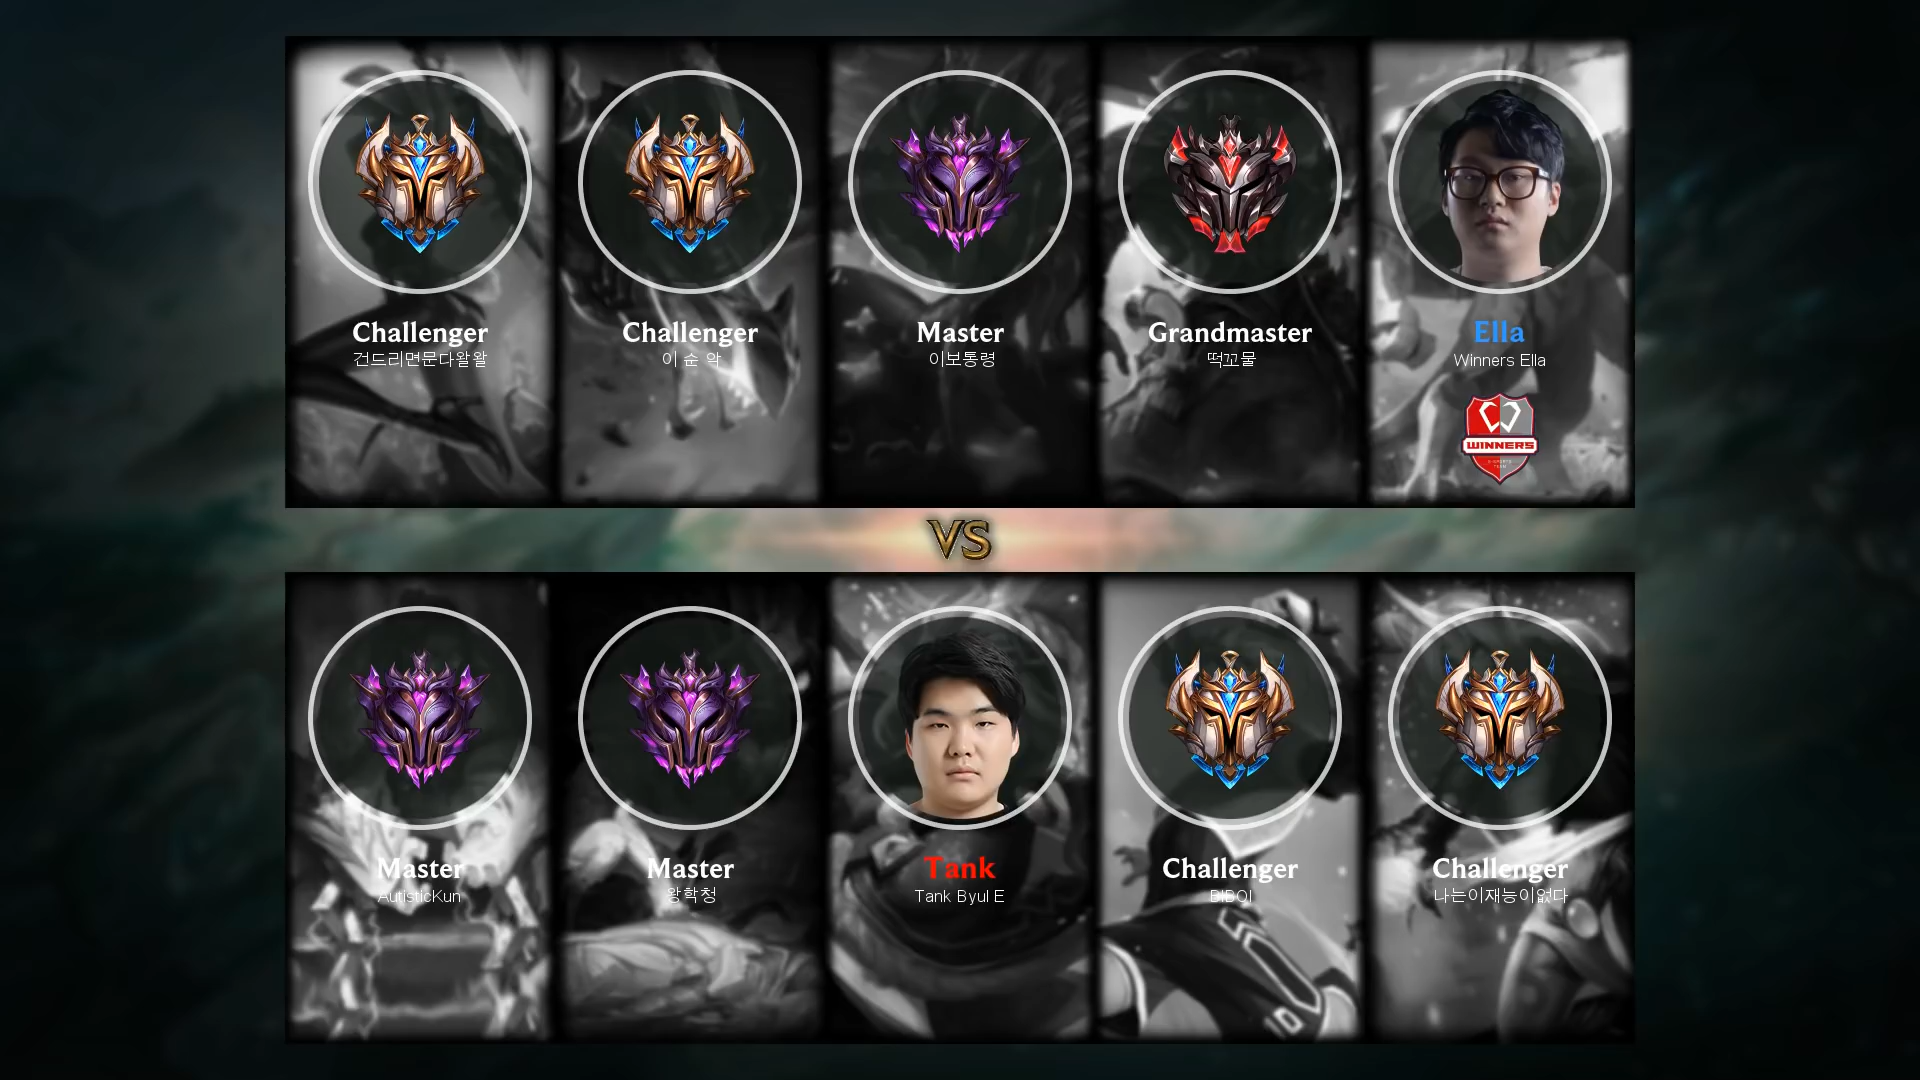 Challenger
건드리면문다왈왈
Challenger
이 순 악
Master
이보통령
Grandmaster
떡꼬물
Ella
Winners Ella
WINNERS
VS
Master
AutisticKun
Master
왕학청
Tank
Tank Byul E
Challenger
BIBOI
Challenger
나는이재능이없다
10